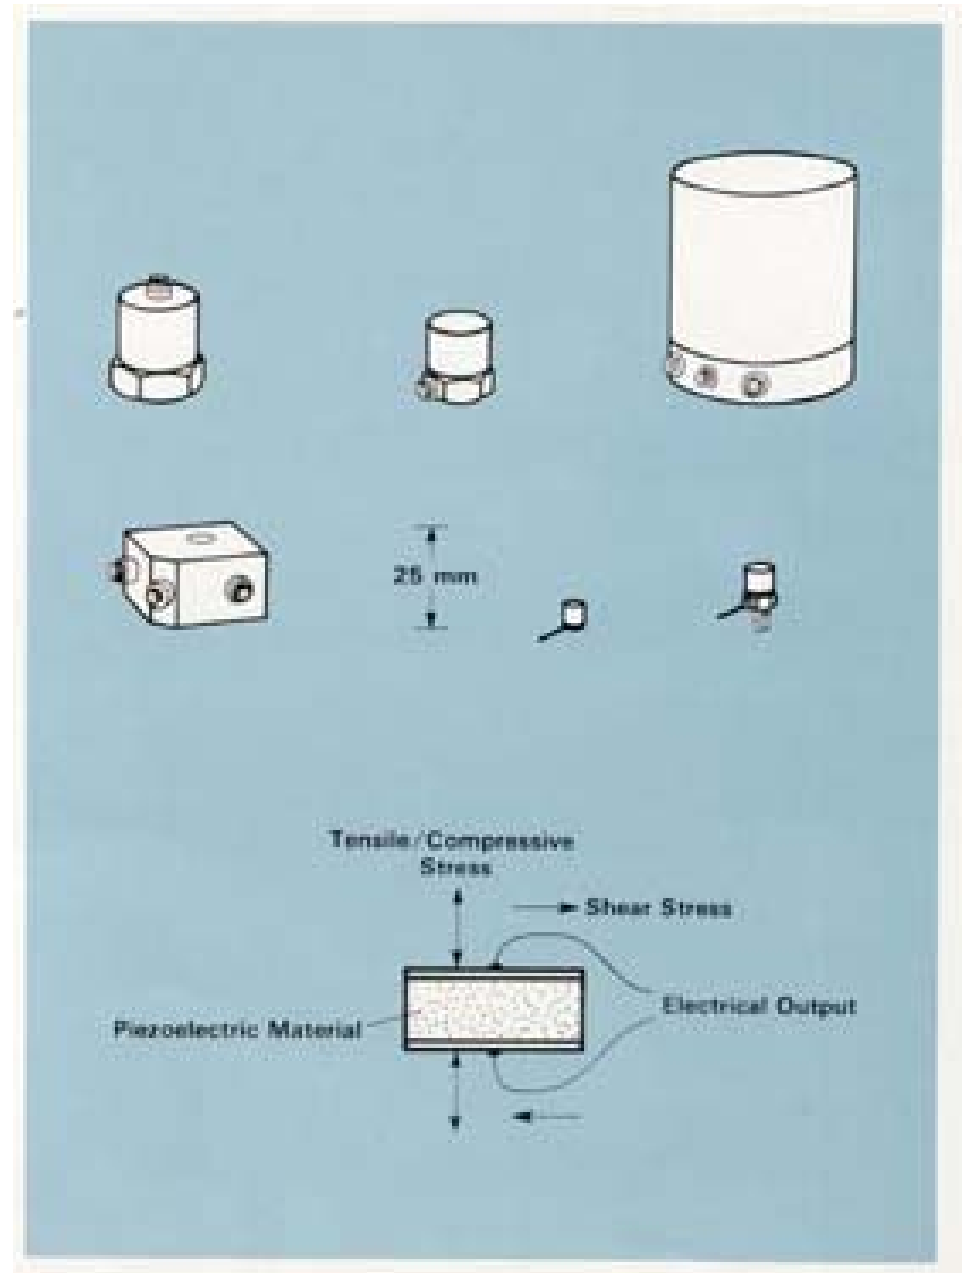 25 mm
Tensile/Compressive
Stress
Shear Stress
Electrical Output
Piezoelectric Material